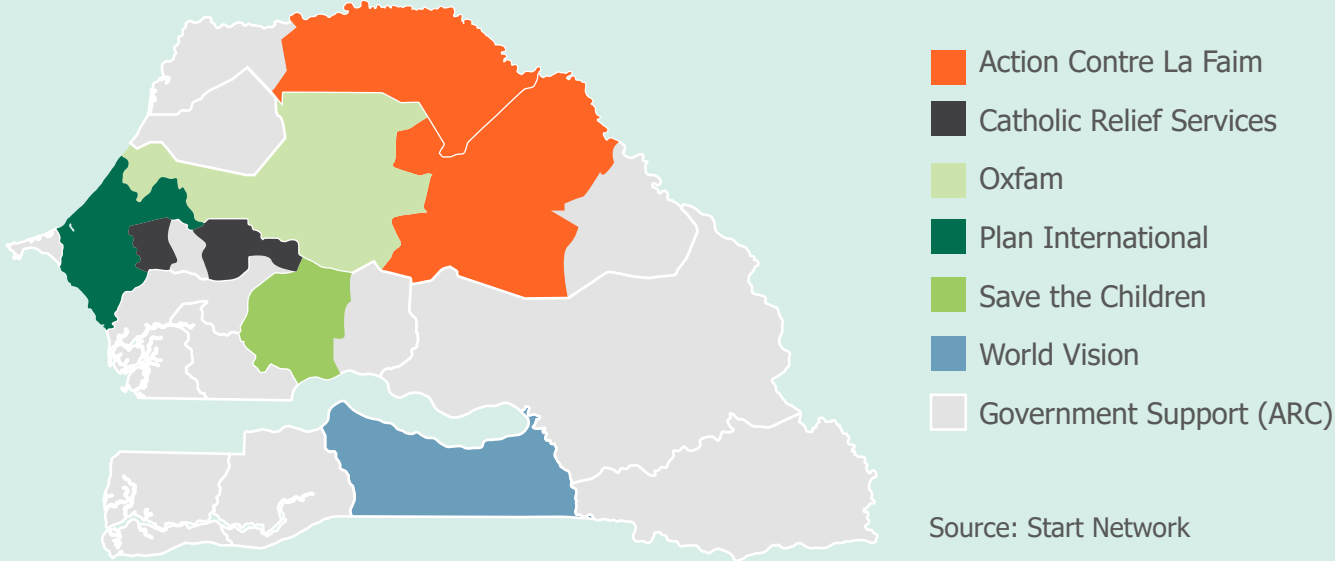 Action Contre La Faim
Catholic Relief Services
Oxfam
Plan International
Save the Children
World Vision
Government Support (ARC)
Source: Start Network